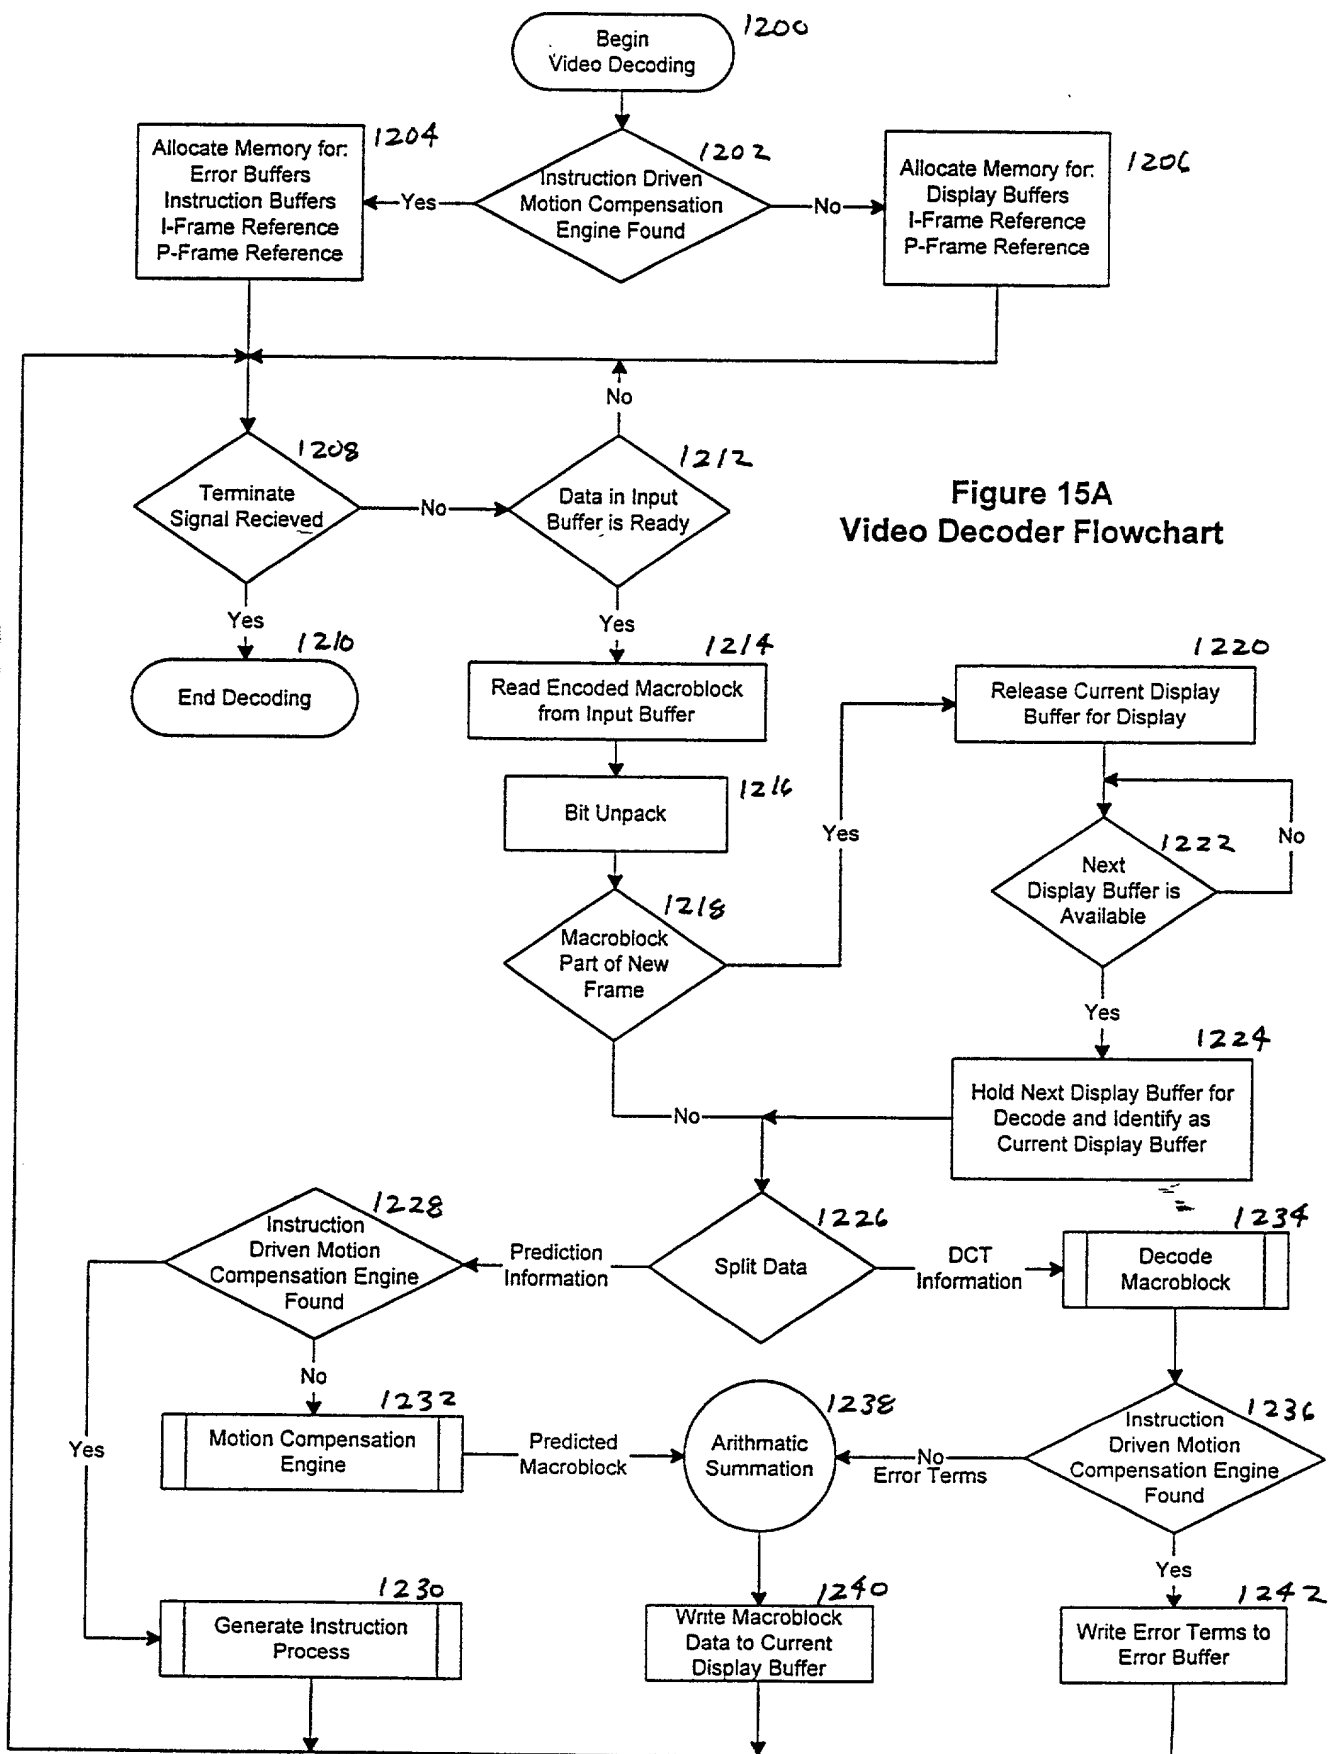 Begin
Video Decoding
1200
Allocate Memory for:
Error Buffers
Instruction Buffers
I-Frame Reference
P-Frame Reference
1204
Yes
Instruction Driven
Motion Compensation
Engine Found
1202
No
Allocate Memory for:
Display Buffers
I-Frame Reference
P-Frame Reference
1206
No
Terminate
Signal Recieved
1208
No
Data in Input
Buffer is Ready
1212
Figure 15A
Video Decoder Flowchart
Yes
Yes
End Decoding
1210
Read Encoded Macroblock
from Input Buffer
1214
Release Current Display
Buffer for Display
1220
Bit Unpack
1216
Yes
Next
Display Buffer is
Available
1222
No
Macroblock
Part of New
Frame
1218
Yes
No
Hold Next Display Buffer for
Decode and Identify as
Current Display Buffer
1224
Instruction
Driven Motion
Compensation Engine
Found
1228
Prediction
Information
Split Data
1226
DCT
Information
Decode
Macroblock
1234
No
Yes
Motion Compensation
Engine
1232
Predicted
Macroblock
Arithmatic
Summation
1238
No
Error Terms
Instruction
Driven Motion
Compensation Engine
Found
1236
Yes
Generate Instruction
Process
1230
Write Macroblock
Data to Current
Display Buffer
1240
Write Error Terms to
Error Buffer
1242